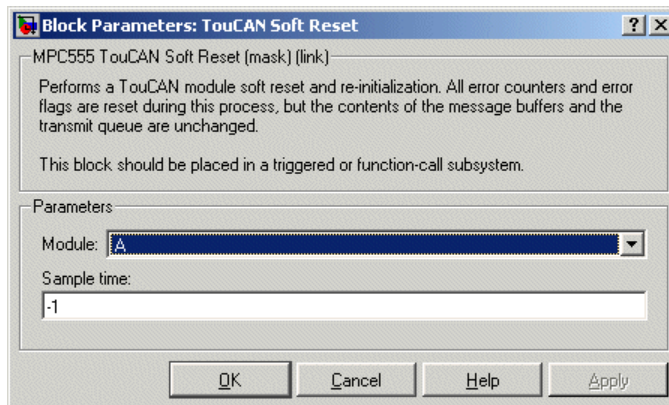 Block Parameters: TouCAN Soft Reset
MPC555 TouCAN Soft Reset (mask) (link)
Performs a TouCAN module soft reset and re-initialization. All error counters and error
flags are reset during this process, but the contents of the message buffers and the
transmit queue are unchanged.
This block should be placed in a triggered or function-call subsystem.
Parameters
Module: A
Sample time:
-1
OK Cancel Help Apply